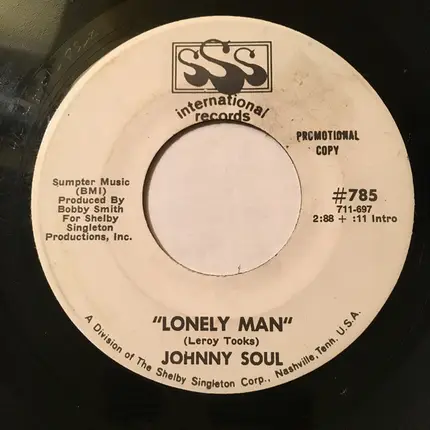 SSS
international
records
PROMOTIONAL
COPY
Sumpter Music
(BMI)
Produced By
Bobby Smith
For Shelby
Singleton
Productions, Inc.
#785
711-697
2:88 + :11 Intro
"LONELY MAN"
(Leroy Tooks)
JOHNNY SOUL
A Division of The Shelby Singleton Corp., Nashville, Tenn. U.S.A.